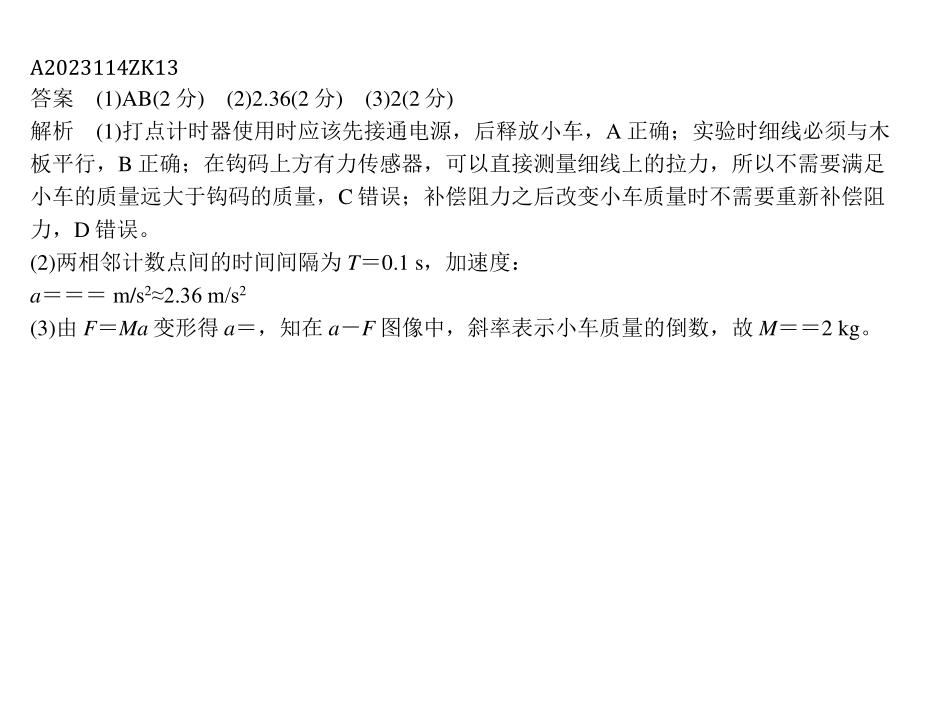 A2023114ZK13
答案　(1)AB(2 分)　(2)2.36(2 分)　(3)2(2 分)
解析　(1)打点计时器使用时应该先接通电源，后释放小车，A 正确；实验时细线必须与木
板平行，B 正确；在钩码上方有力传感器，可以直接测量细线上的拉力，所以不需要满足
小车的质量远大于钩码的质量，C 错误；补偿阻力之后改变小车质量时不需要重新补偿阻
力，D 错误。
(2)两相邻计数点间的时间间隔为 T＝0.1 s，加速度：
a＝＝＝ m/s²≈2.36 m/s²
(3)由 F＝Ma 变形得 a＝，知在 a－F 图像中，斜率表示小车质量的倒数，故 M＝＝2 kg。